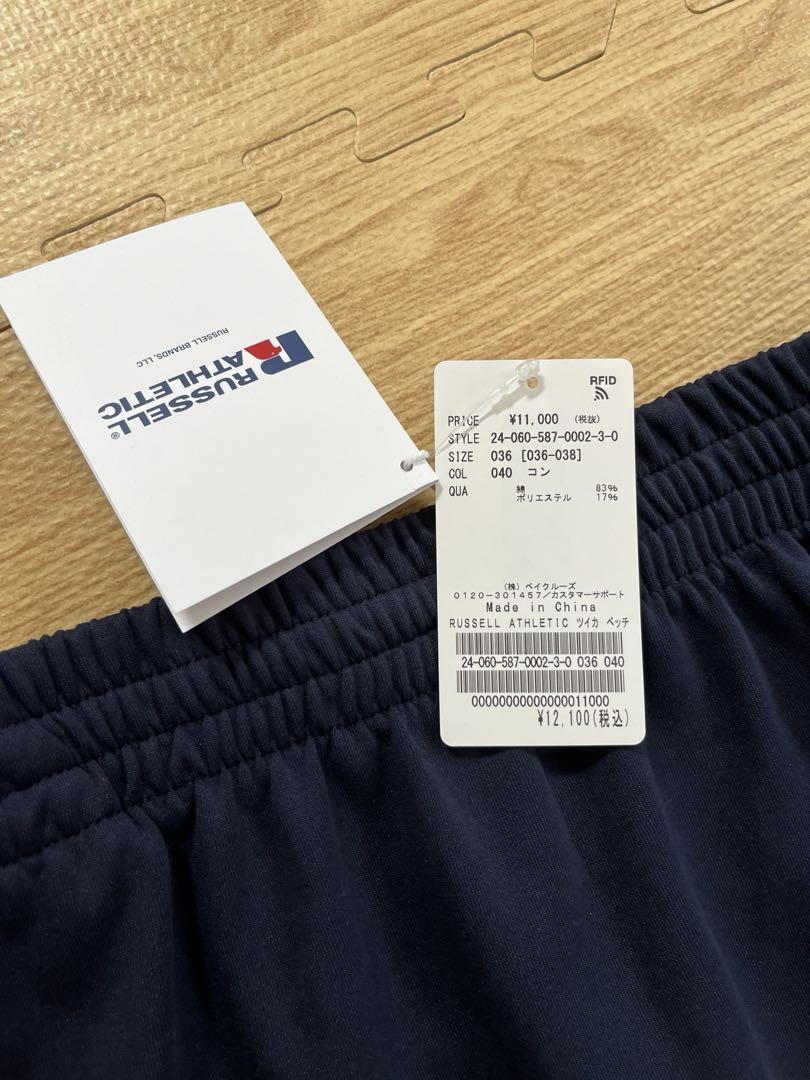 RUSSELL
ATHLETIC®
RUSSELL BRANDS, LLC
RFID
PRICE ¥11,000 (税抜)
STYLE 24-060-587-0002-3-0
SIZE 036 [036-038]
COL 040 コン
QUA 綿 83%
ポリエステル 17%
(株) ベイクルーズ
0120-301457/カスタマーサポート
Made in China
RUSSELL ATHLETIC ツイカ ベッチ
24-060-587-0002-3-0 036 040
00000000000000011000
¥12,100(税込)